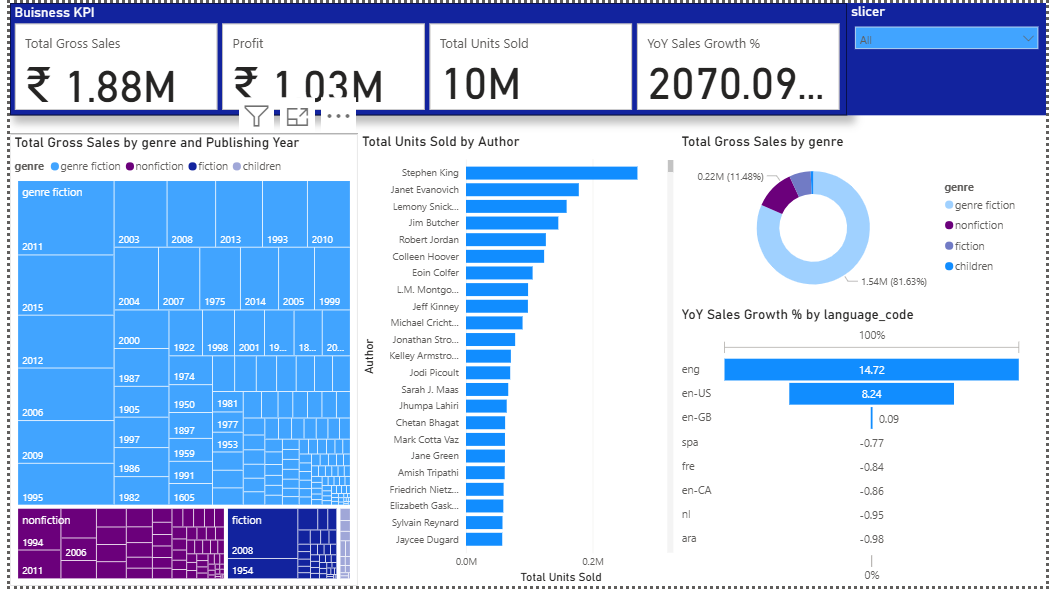 Buisness KPI
slicer
Total Gross Sales
₹ 1.88M
Profit
₹ 1.03M
Total Units Sold
10M
YoY Sales Growth %
2070.09...
All
Total Gross Sales by genre and Publishing Year
genre genre fiction nonfiction fiction children
genre fiction
2011
2015
2012
2006
2009
1995
2003
2008
2013
1993
2010
2004
2007
1975
2014
2005
1999
2000
1922
1998
2001
19...
18...
20...
1987
1974
1905
1950
1981
1997
1897
1977
1986
1959
1953
1982
1991
1605
nonfiction
1994
2006
2011
fiction
2008
1954
Total Units Sold by Author
Author
Stephen King
Janet Evanovich
Lemony Snick...
Jim Butcher
Robert Jordan
Colleen Hoover
Eoin Colfer
L.M. Montgo...
Jeff Kinney
Michael Cricht...
Jonathan Stro...
Kelley Armstro...
Jodi Picoult
Sarah J. Maas
Jhumpa Lahiri
Chetan Bhagat
Mark Cotta Vaz
Jane Green
Amish Tripathi
Friedrich Nietz...
Elizabeth Gask...
Sylvain Reynard
Jaycee Dugard
0.0M
0.2M
Total Units Sold
Total Gross Sales by genre
0.22M (11.48%)
1.54M (81.63%)
genre
genre fiction
nonfiction
fiction
children
YoY Sales Growth % by language_code
100%
eng 14.72
en-US 8.24
en-GB 0.09
spa -0.77
fre -0.84
en-CA -0.86
nl -0.95
ara -0.98
0%